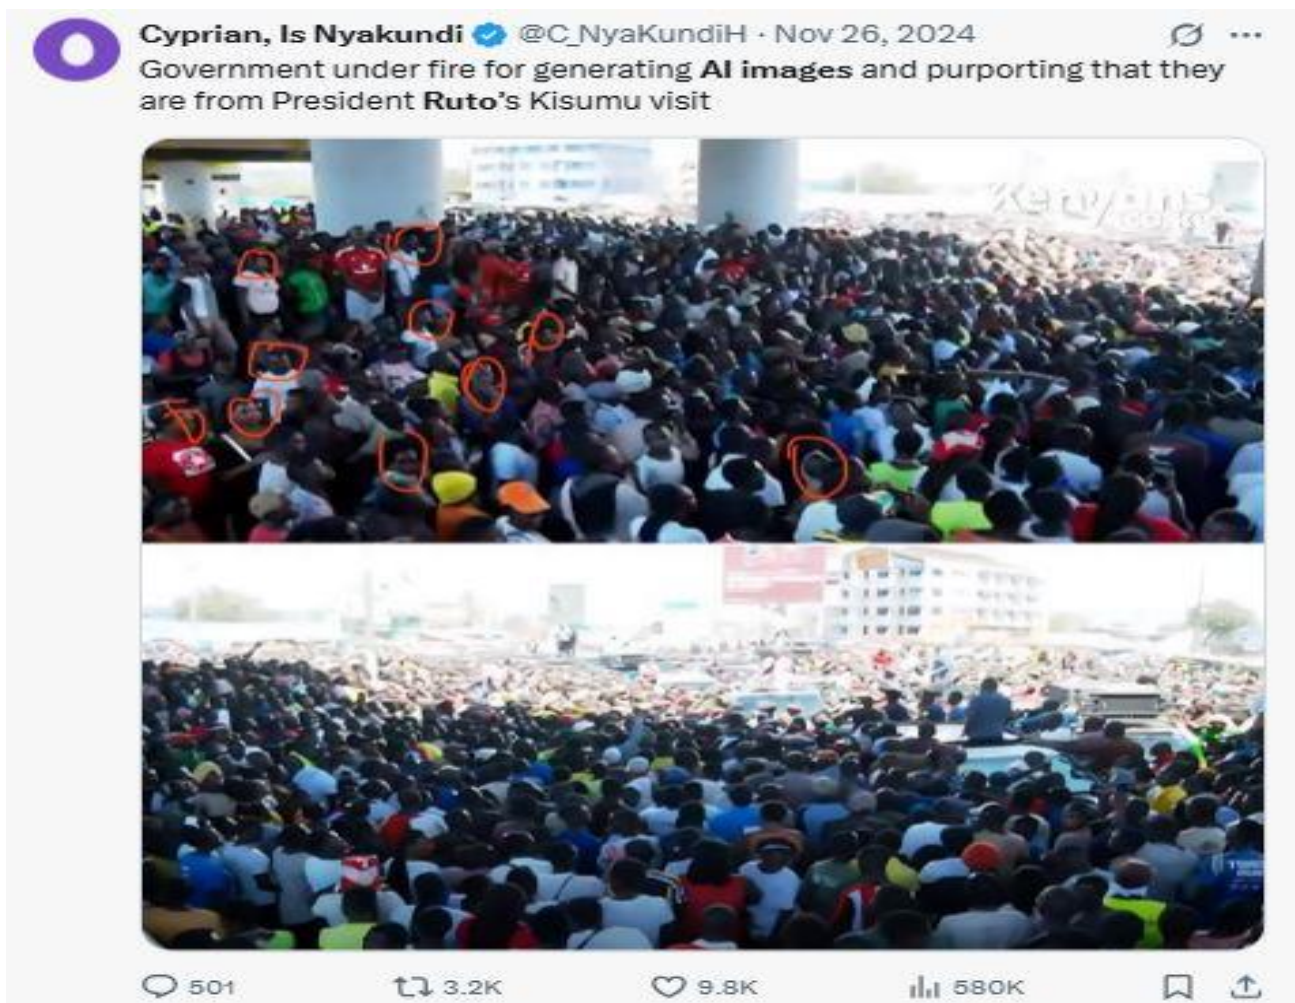 Cyprian, Is Nyakundi @C_NyaKundiH · Nov 26, 2024
Government under fire for generating AI images and purporting that they
are from President Ruto's Kisumu visit
Kenyans
501 3.2K 9.8K 580K